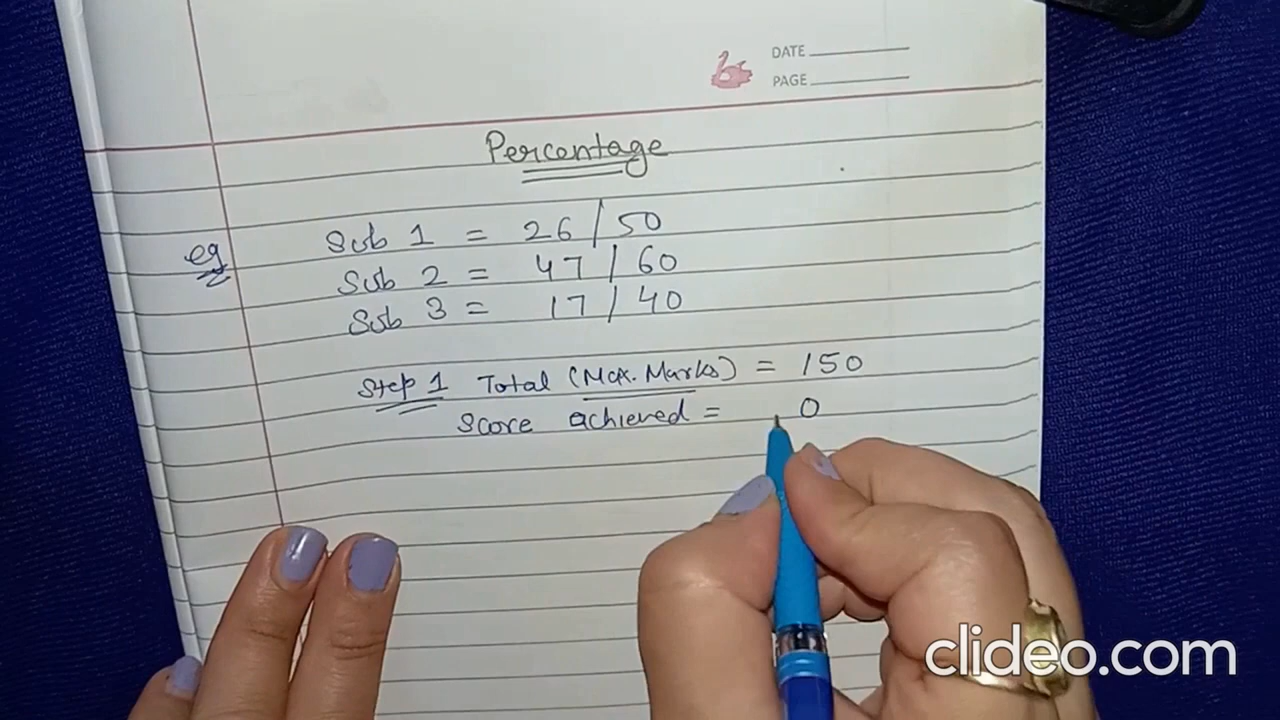 DATE
PAGE
Percentage
eg Sub 1 = 26/50
Sub 2 = 47/60
Sub 3 = 17/40
Step 1 Total (Max. Marks) = 150
Score achieved = 0
clideo.com